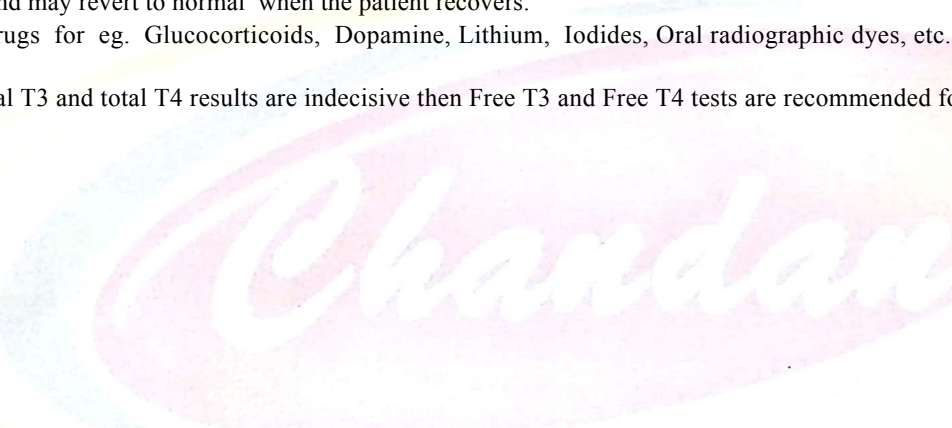 nd may revert to normal when the patient recovers.
rugs for eg. Glucocorticoids, Dopamine, Lithium, Iodides, Oral radiographic dyes, etc.
al T3 and total T4 results are indecisive then Free T3 and Free T4 tests are recommended fo
Chandan